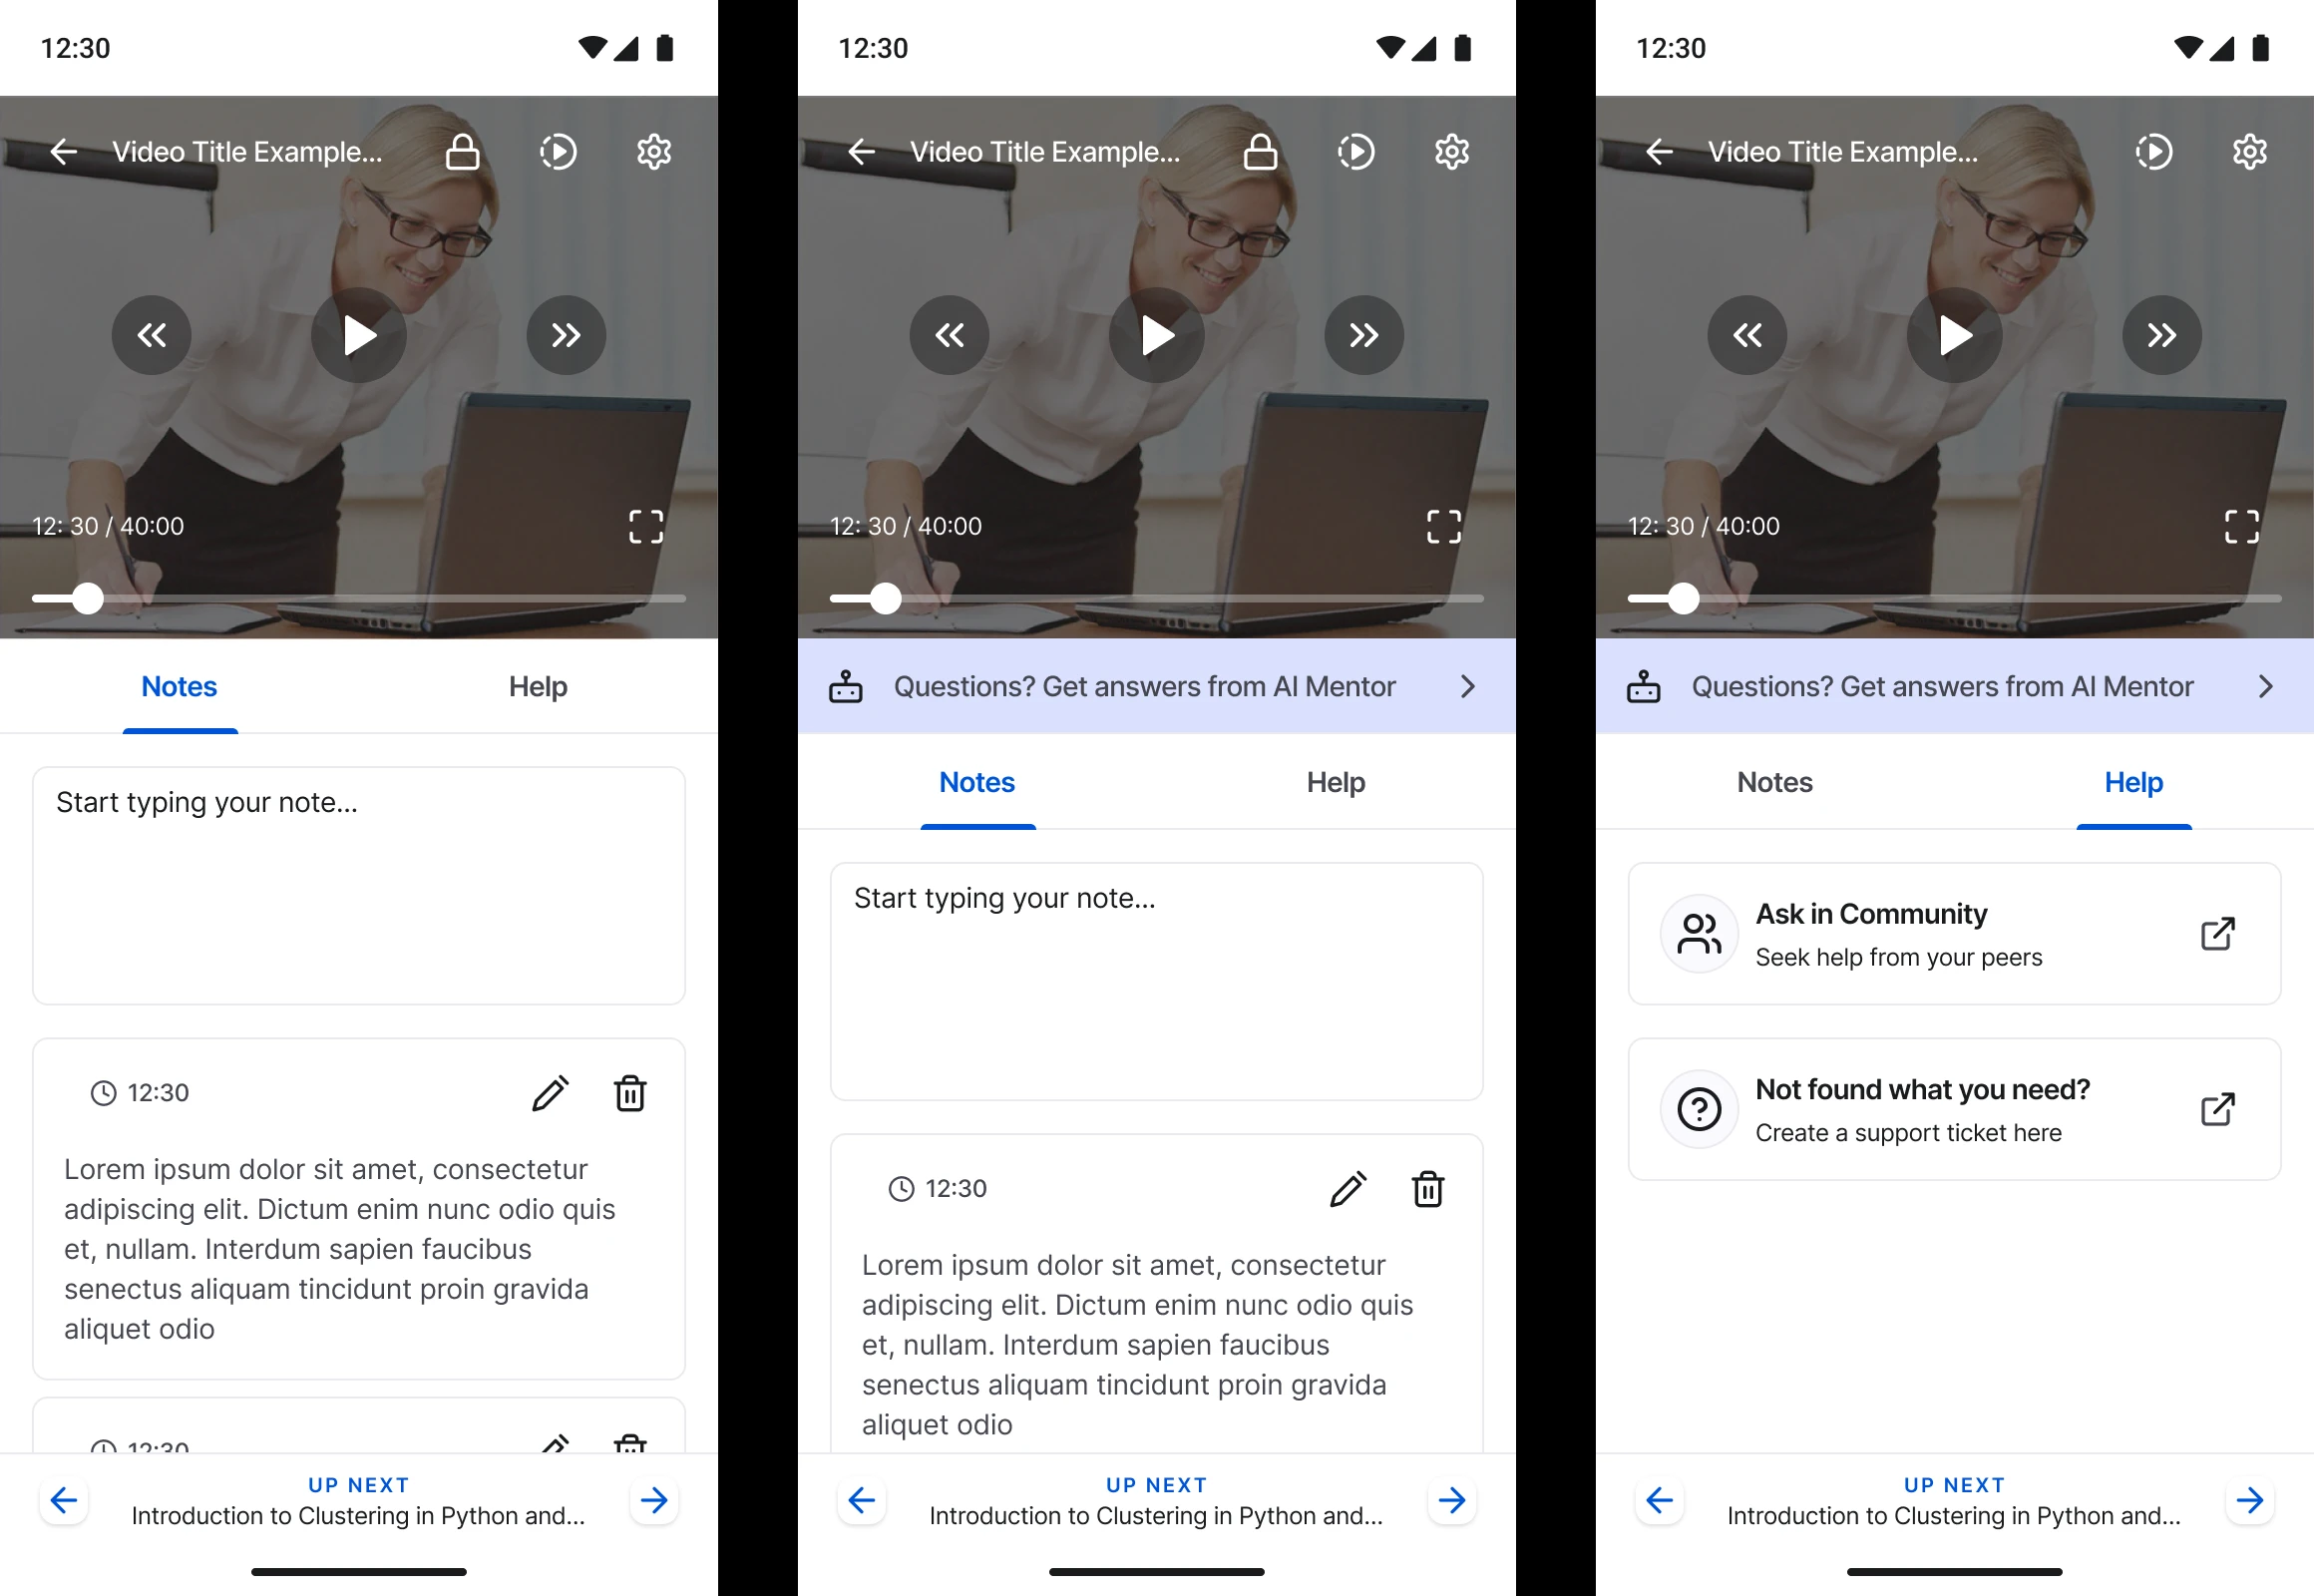 12:30
Video Title Example...
12: 30 / 40:00
Notes Help
Start typing your note...
12:30
Lorem ipsum dolor sit amet, consectetur
adipiscing elit. Dictum enim nunc odio quis
et, nullam. Interdum sapien faucibus
senectus aliquam tincidunt proin gravida
aliquet odio
12:30
UP NEXT
Introduction to Clustering in Python and...
12:30
Video Title Example...
12: 30 / 40:00
Questions? Get answers from AI Mentor
Notes Help
Start typing your note...
12:30
Lorem ipsum dolor sit amet, consectetur
adipiscing elit. Dictum enim nunc odio quis
et, nullam. Interdum sapien faucibus
senectus aliquam tincidunt proin gravida
aliquet odio
UP NEXT
Introduction to Clustering in Python and...
12:30
Video Title Example...
12: 30 / 40:00
Questions? Get answers from AI Mentor
Notes Help
Ask in Community
Seek help from your peers
Not found what you need?
Create a support ticket here
UP NEXT
Introduction to Clustering in Python and...